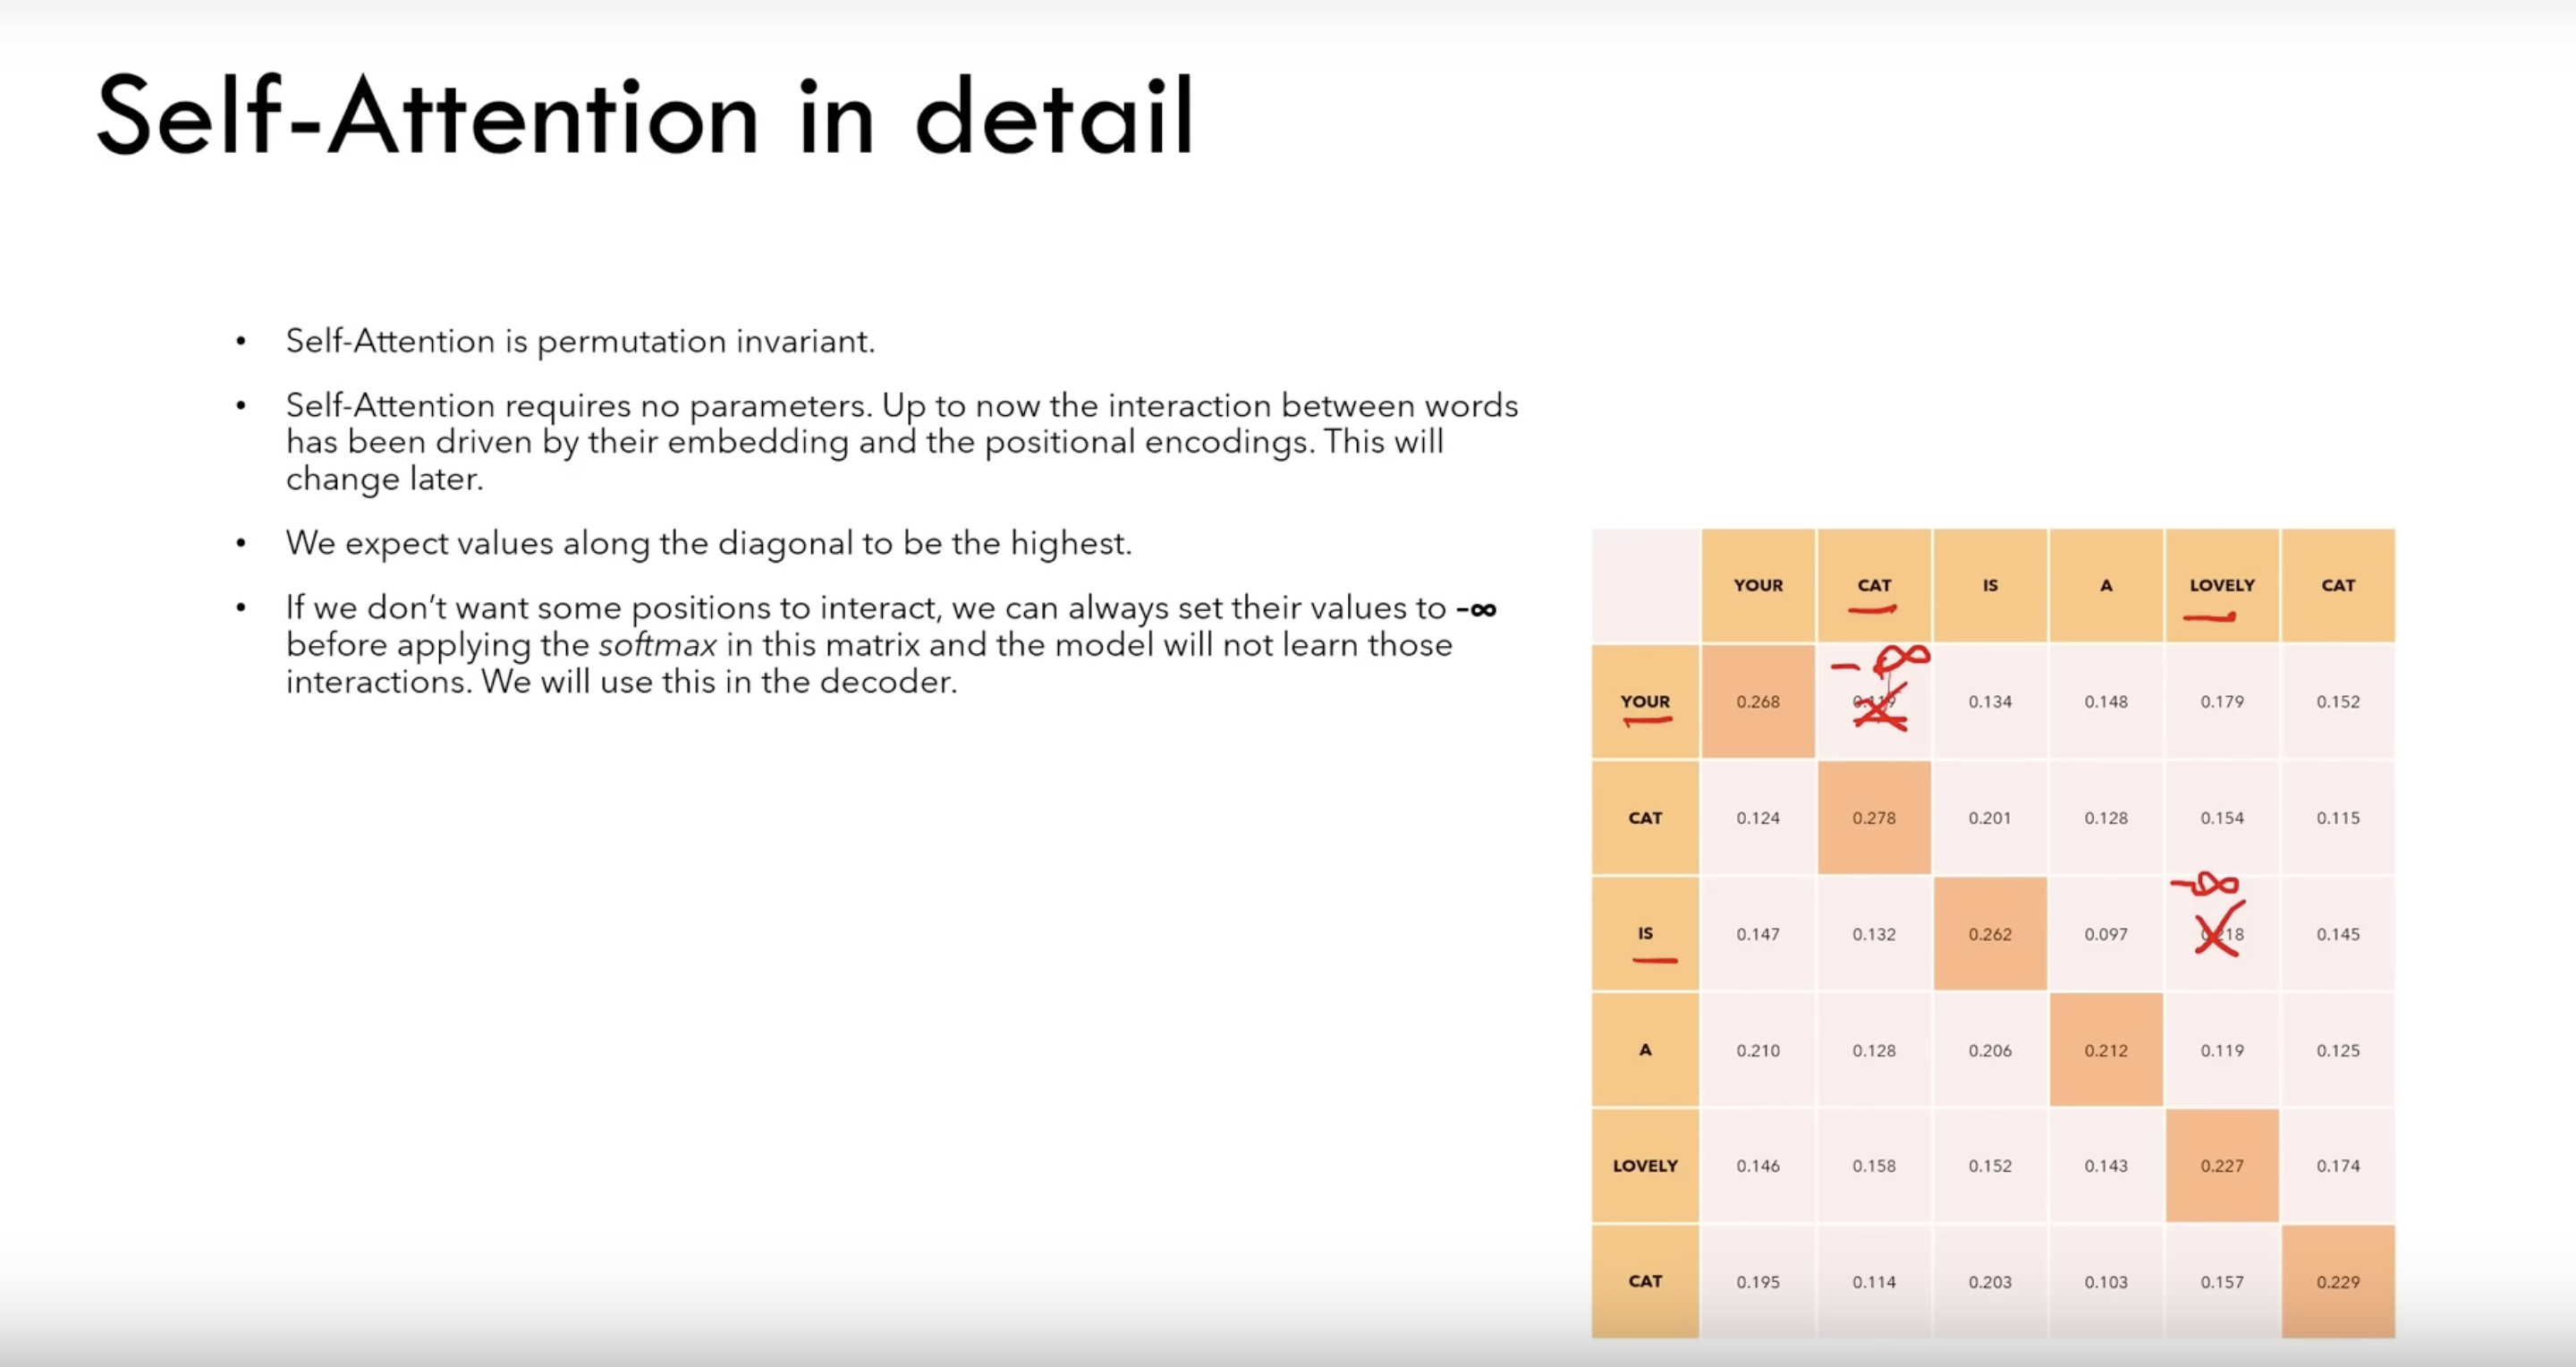 Self-Attention in detail
• Self-Attention is permutation invariant.
• Self-Attention requires no parameters. Up to now the interaction between words
has been driven by their embedding and the positional encodings. This will
change later.
• We expect values along the diagonal to be the highest.
• If we don’t want some positions to interact, we can always set their values to -∞
before applying the softmax in this matrix and the model will not learn those
interactions. We will use this in the decoder.
YOUR CAT IS A LOVELY CAT
- ∞
YOUR 0.268 0.119 0.134 0.148 0.179 0.152
CAT 0.124 0.278 0.201 0.128 0.154 0.115
-∞
IS 0.147 0.132 0.262 0.097 0.218 0.145
A 0.210 0.128 0.206 0.212 0.119 0.125
LOVELY 0.146 0.158 0.152 0.143 0.227 0.174
CAT 0.195 0.114 0.203 0.103 0.157 0.229